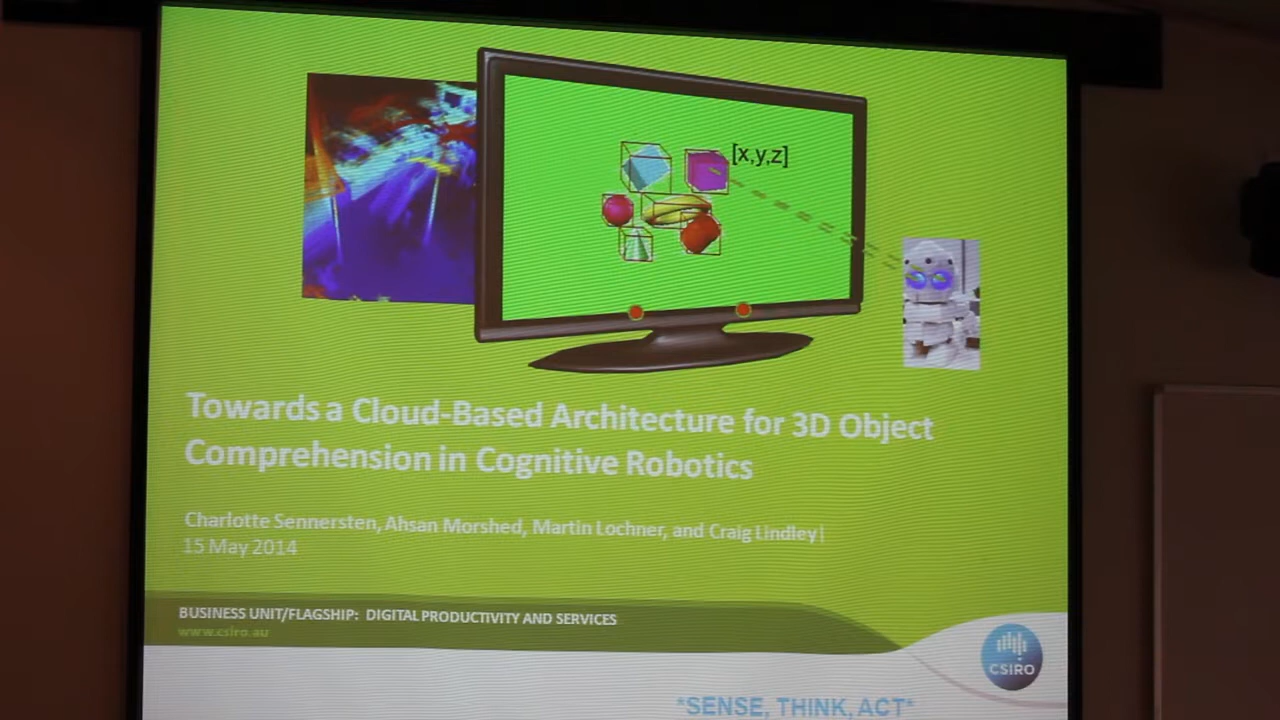 [x,y,z]
Towards a Cloud-Based Architecture for 3D Object
Comprehension in Cognitive Robotics
Charlotte Sennersten, Ahsan Morshed, Martin Lochner, and Craig Lindley|
15 May 2014
BUSINESS UNIT/FLAGSHIP: DIGITAL PRODUCTIVITY AND SERVICES
www.csiro.au
CSIRO
*SENSE, THINK, ACT*